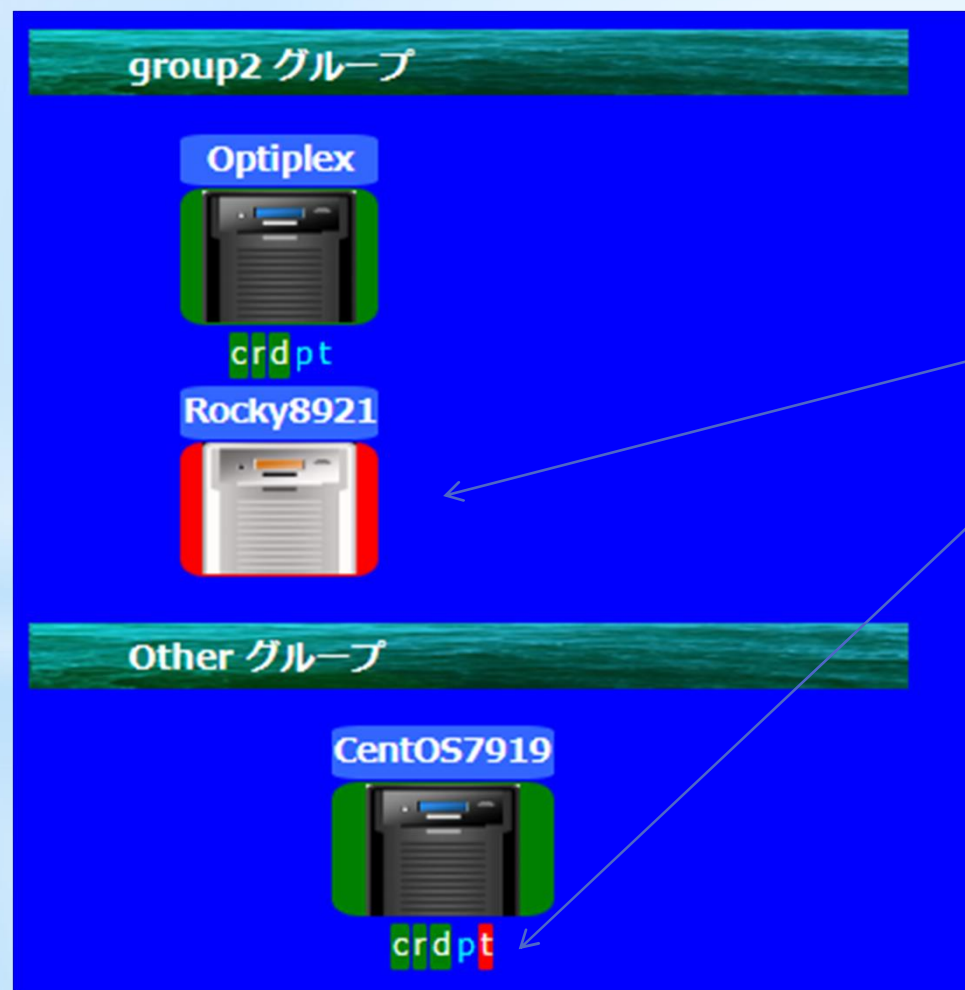 group2 グループ
Optiplex
crdpt
Rocky8921
Other グループ
CentOS7919
crdpt